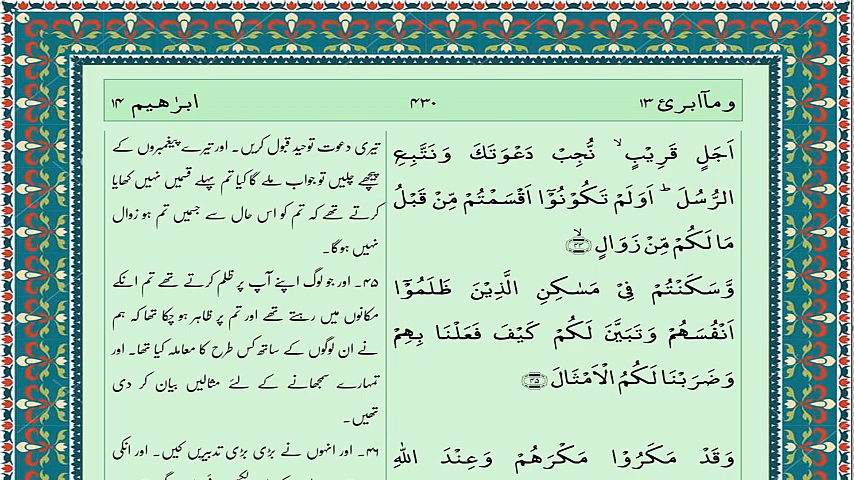 ومآابرئ ۱۳
۴۳۰
ابرٰھیم ۱۴
اَجَلٍ قَرِيْبٍ ۙ نُّجِبْ دَعْوَتَكَ وَنَتَّبِعِ
الرُّسُلَ ؕ اَوَلَمْ تَكُوْنُوْۤا اَقْسَمْتُمْ مِّنْ قَبْلُ
مَا لَكُمْ مِّنْ زَوَالٍ ۙ﴿۴۴﴾
وَّسَكَنْتُمْ فِىْ مَسٰكِنِ الَّذِيْنَ ظَلَمُوْۤا
اَنْفُسَهُمْ وَتَبَيَّنَ لَكُمْ كَيْفَ فَعَلْنَا بِهِمْ
وَضَرَبْنَا لَكُمُ الْاَمْثَالَ ﴿۴۵﴾
وَقَدْ مَكَرُوْا مَكْرَهُمْ وَعِنْدَ اللّٰهِ
تیری دعوت توحید قبول کریں۔ اور تیرے پیغمبروں کے
پیچھے چلیں تو جواب ملے گا کیا تم پہلے قسمیں نہیں کھایا
کرتے تھے کہ تم کو اس حال سے جسمیں تم ہو زوال
نہیں ہوگا۔
۴۵۔ اور جو لوگ اپنے آپ پر ظلم کرتے تھے تم انکے
مکانوں میں رہتے تھے اور تم پر ظاہر ہو چکا تھا کہ ہم
نے ان لوگوں کے ساتھ کس طرح کا معاملہ کیا تھا۔ اور
تمہارے سمجھانے کے لئے مثالیں بیان کر دی
تھیں۔
۴۶۔ اور انہوں نے بڑی بڑی تدبیریں کیں۔ اور انکی